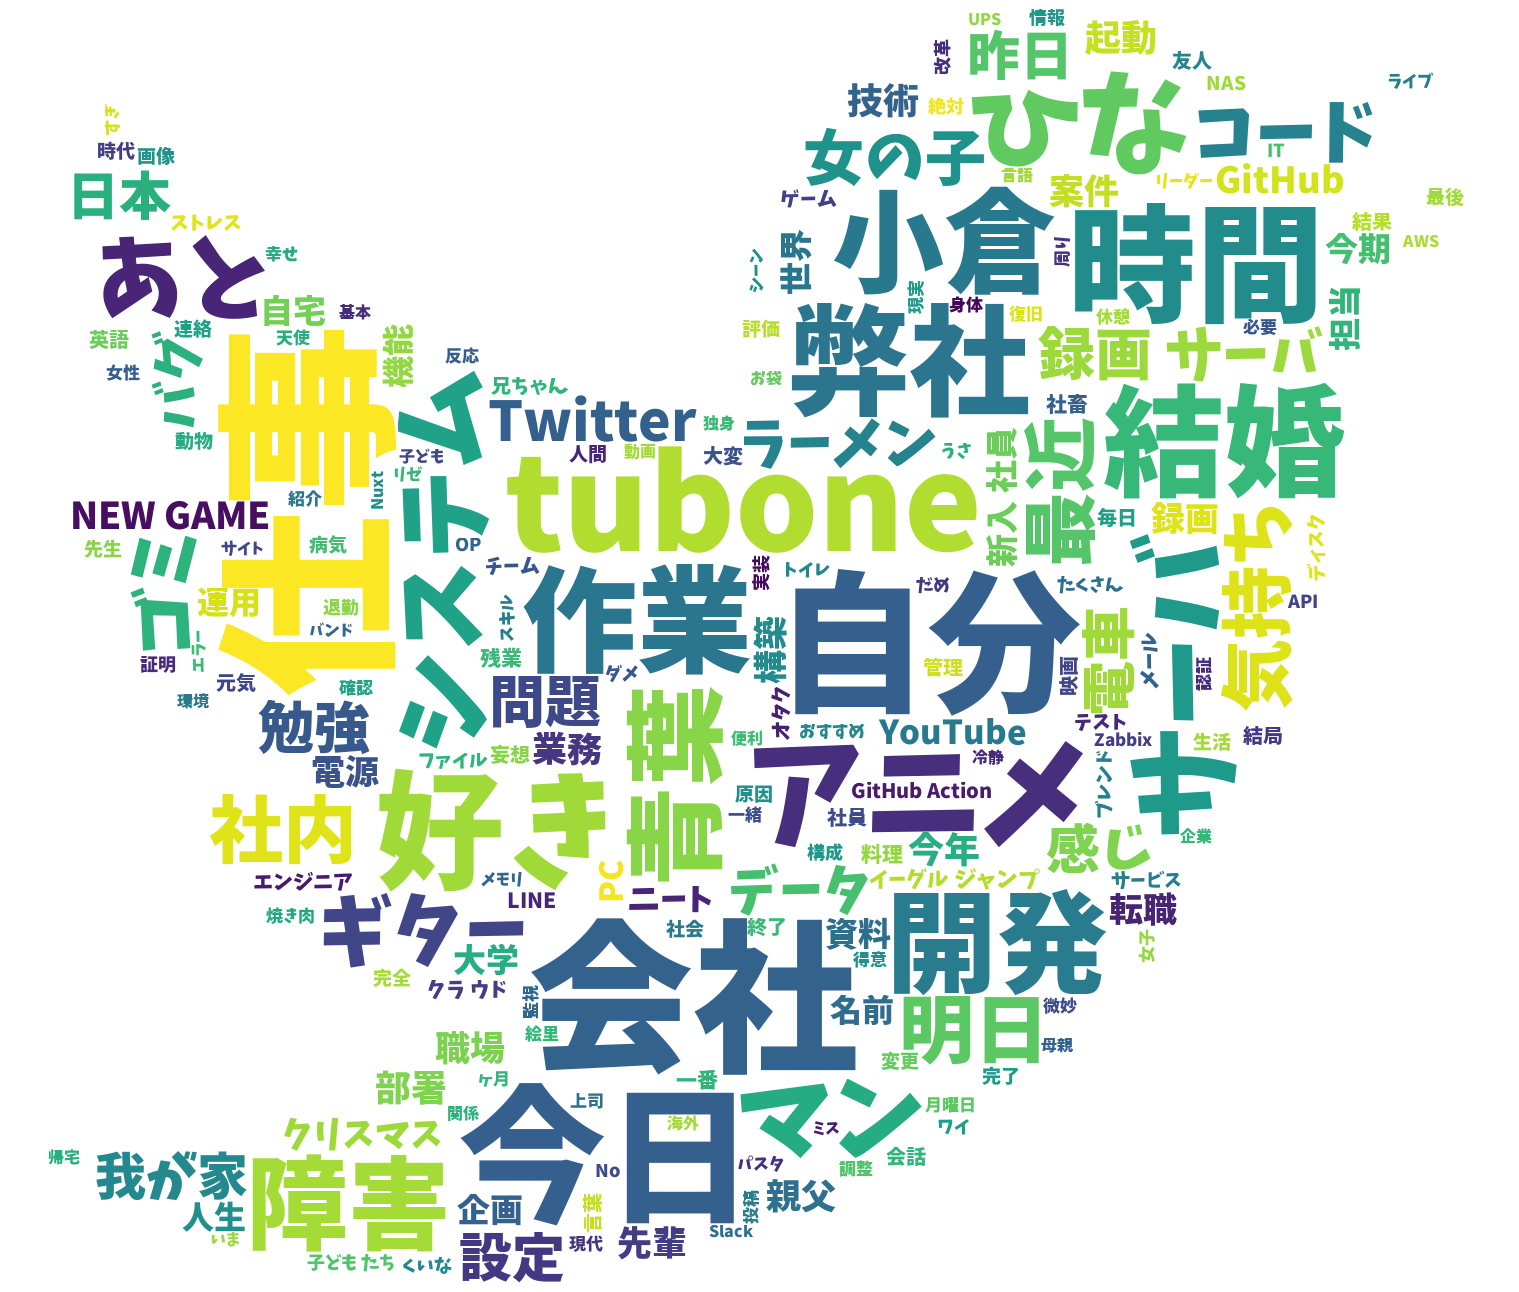 UPS
情報
起動
昨日
改革
友人
NAS
ライブ
技術
絶対
ひな
コード
IT
女の子
言語
案件
リーダー
GitHub
最後
すき
時代
画像
日本
ストレス
あと
幸せ
ゲーム
小倉
時間
結果
今期
AWS
世界
シーン
周り
現実
身体
復旧
休憩
必要
担当
自宅
基本
連絡
天使
英語
バグ
機能
女性
動物
反応
兄ちゃん
評価
弊社
録画
サーバ
お袋
社畜
結婚
Twitter
独身
ラーメン
うさ
社員
最近
人間
動画
大変
子ども
リゼ
Nuxt
紹介
仕事
システム
tubone
新入
毎日
録画
気持ち
ディスク
NEW GAME
先生
サイト
病気
OP
ゴミ
チーム
作業
実装
トイレ
自分
だめ
たくさん
サーバー
API
運用
退勤
バンド
スキル
構築
電車
メール
エラー
証明
残業
ダメ
管理
映画
認証
元気
環境
確認
問題
青葉
オタク
おすすめ
YouTube
テスト
Zabbix
生活
結局
勉強
電源
ファイル
妄想
業務
便利
アニメ
冷静
ブレンド
原因
GitHub Action
社内
好き
一緒
社員
感じ
企業
構成
料理
今年
エンジニア
メモリ
LINE
PC
ニート
データ
イーグル ジャンプ
サービス
転職
焼き肉
ギター
社会
終了
資料
開発
女子
大学
完全
クラ ウド
得意
監視
会社
名前
明日
微妙
絵里
職場
変更
母親
部署
ケ月
一番
完了
関係
上司
今日
海外
マン
ミス
月曜日
ワイ
クリスマス
帰宅
我が家
障害
No
パスタ
調整
会話
人生
いま
企画
言葉
投稿
親父
Slack
子ども たち
くいな
設定
現代
先輩